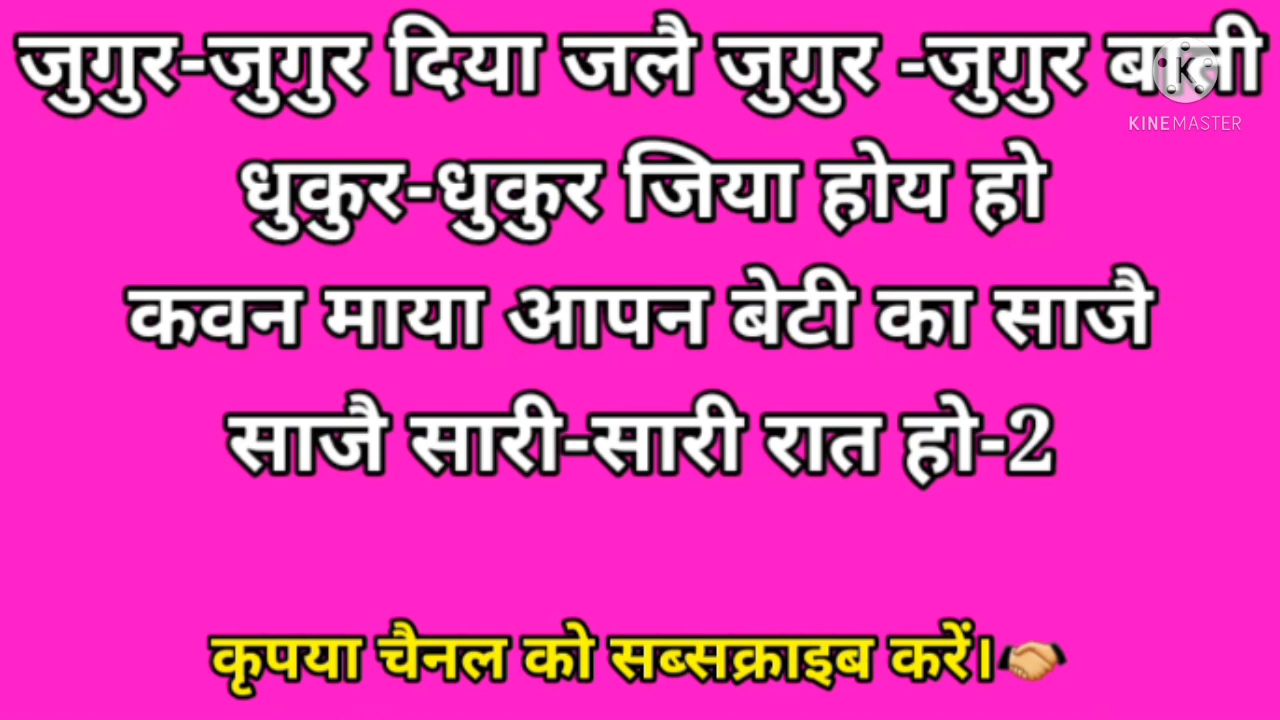 जुगुर-जुगुर दिया जलै जुगुर -जुगुर
KINEMASTER
धुकुर-धुकुर जिया होय हो
कवन माया आपन बेटी का साजै
साजै सारी-सारी रात हो-2
कृपया चैनल को सब्सक्राइब करें।🤝